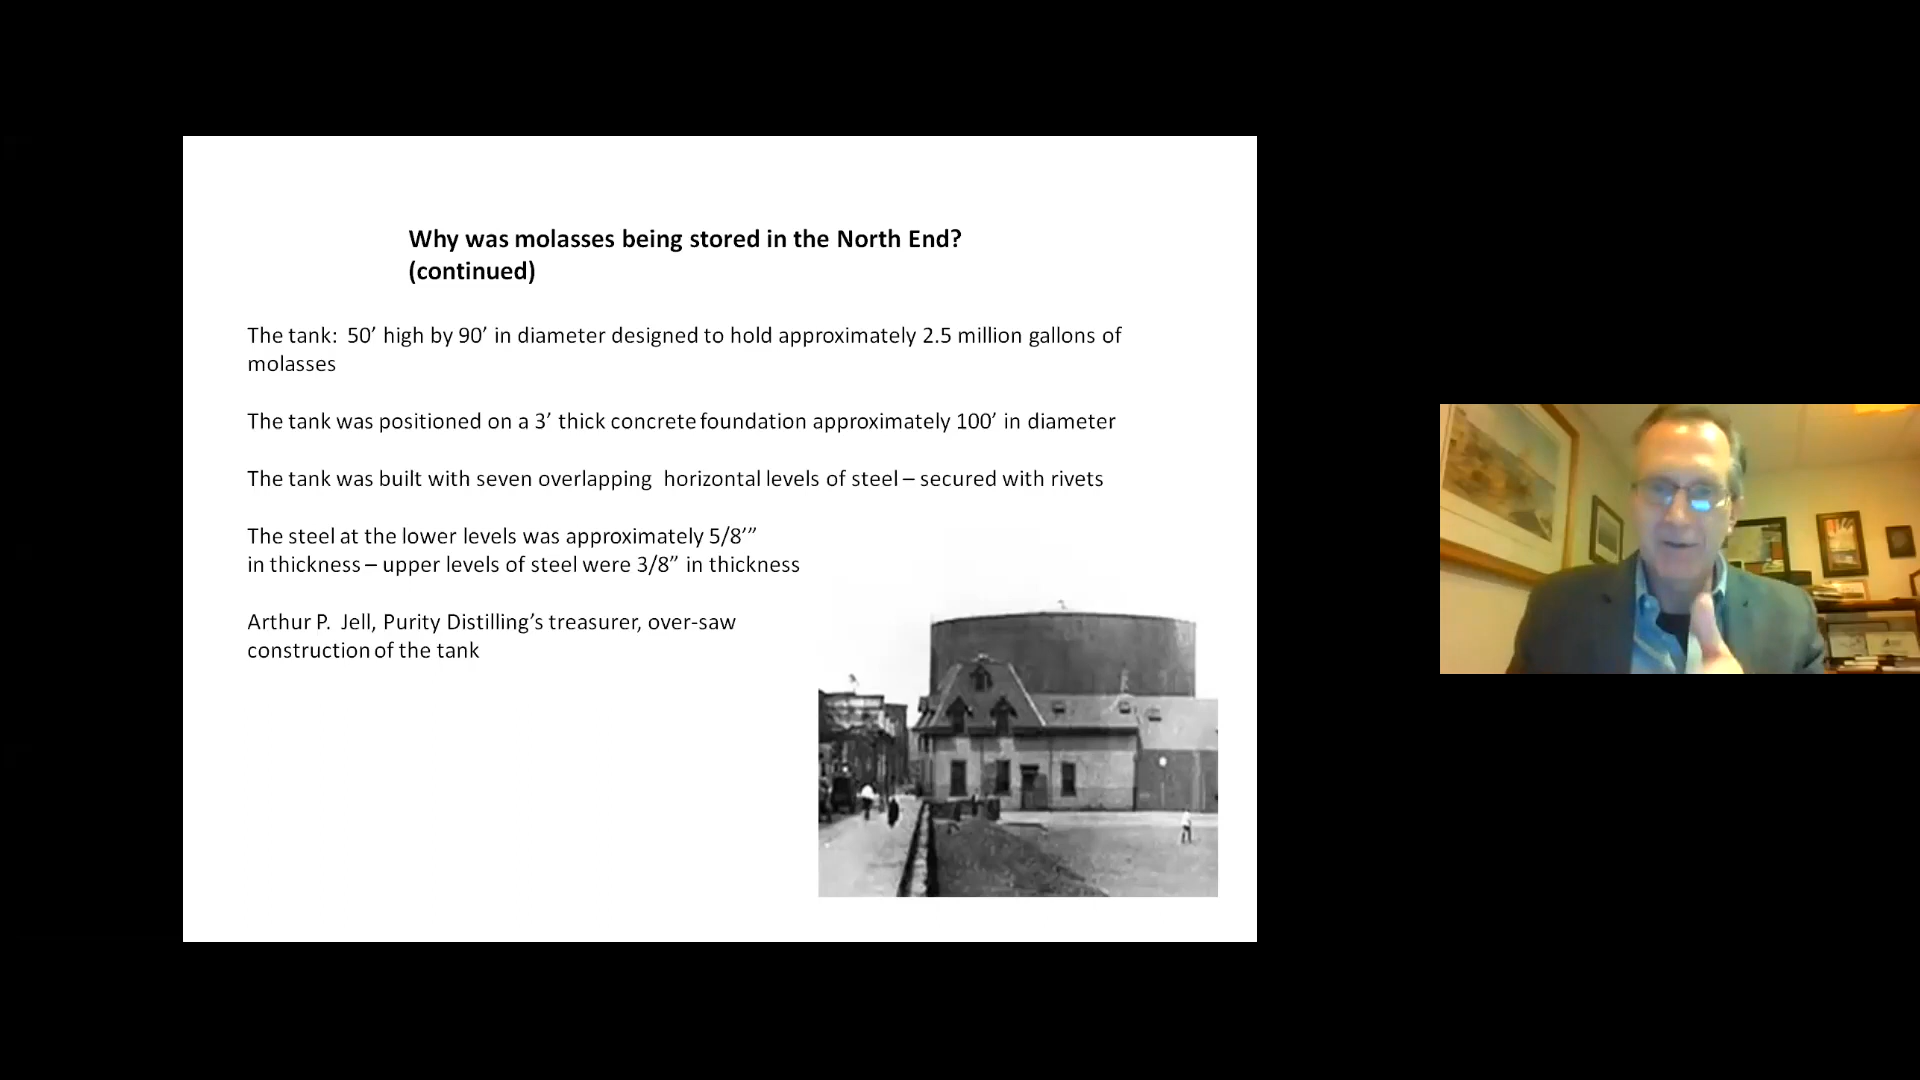 Why was molasses being stored in the North End?
(continued)
The tank:  50’ high by 90’ in diameter designed to hold approximately 2.5 million gallons of
molasses
The tank was positioned on a 3’ thick concrete foundation approximately 100’ in diameter
The tank was built with seven overlapping  horizontal levels of steel – secured with rivets
The steel at the lower levels was approximately 5/8’”
in thickness – upper levels of steel were 3/8” in thickness
Arthur P.  Jell, Purity Distilling’s treasurer, over-saw
construction of the tank